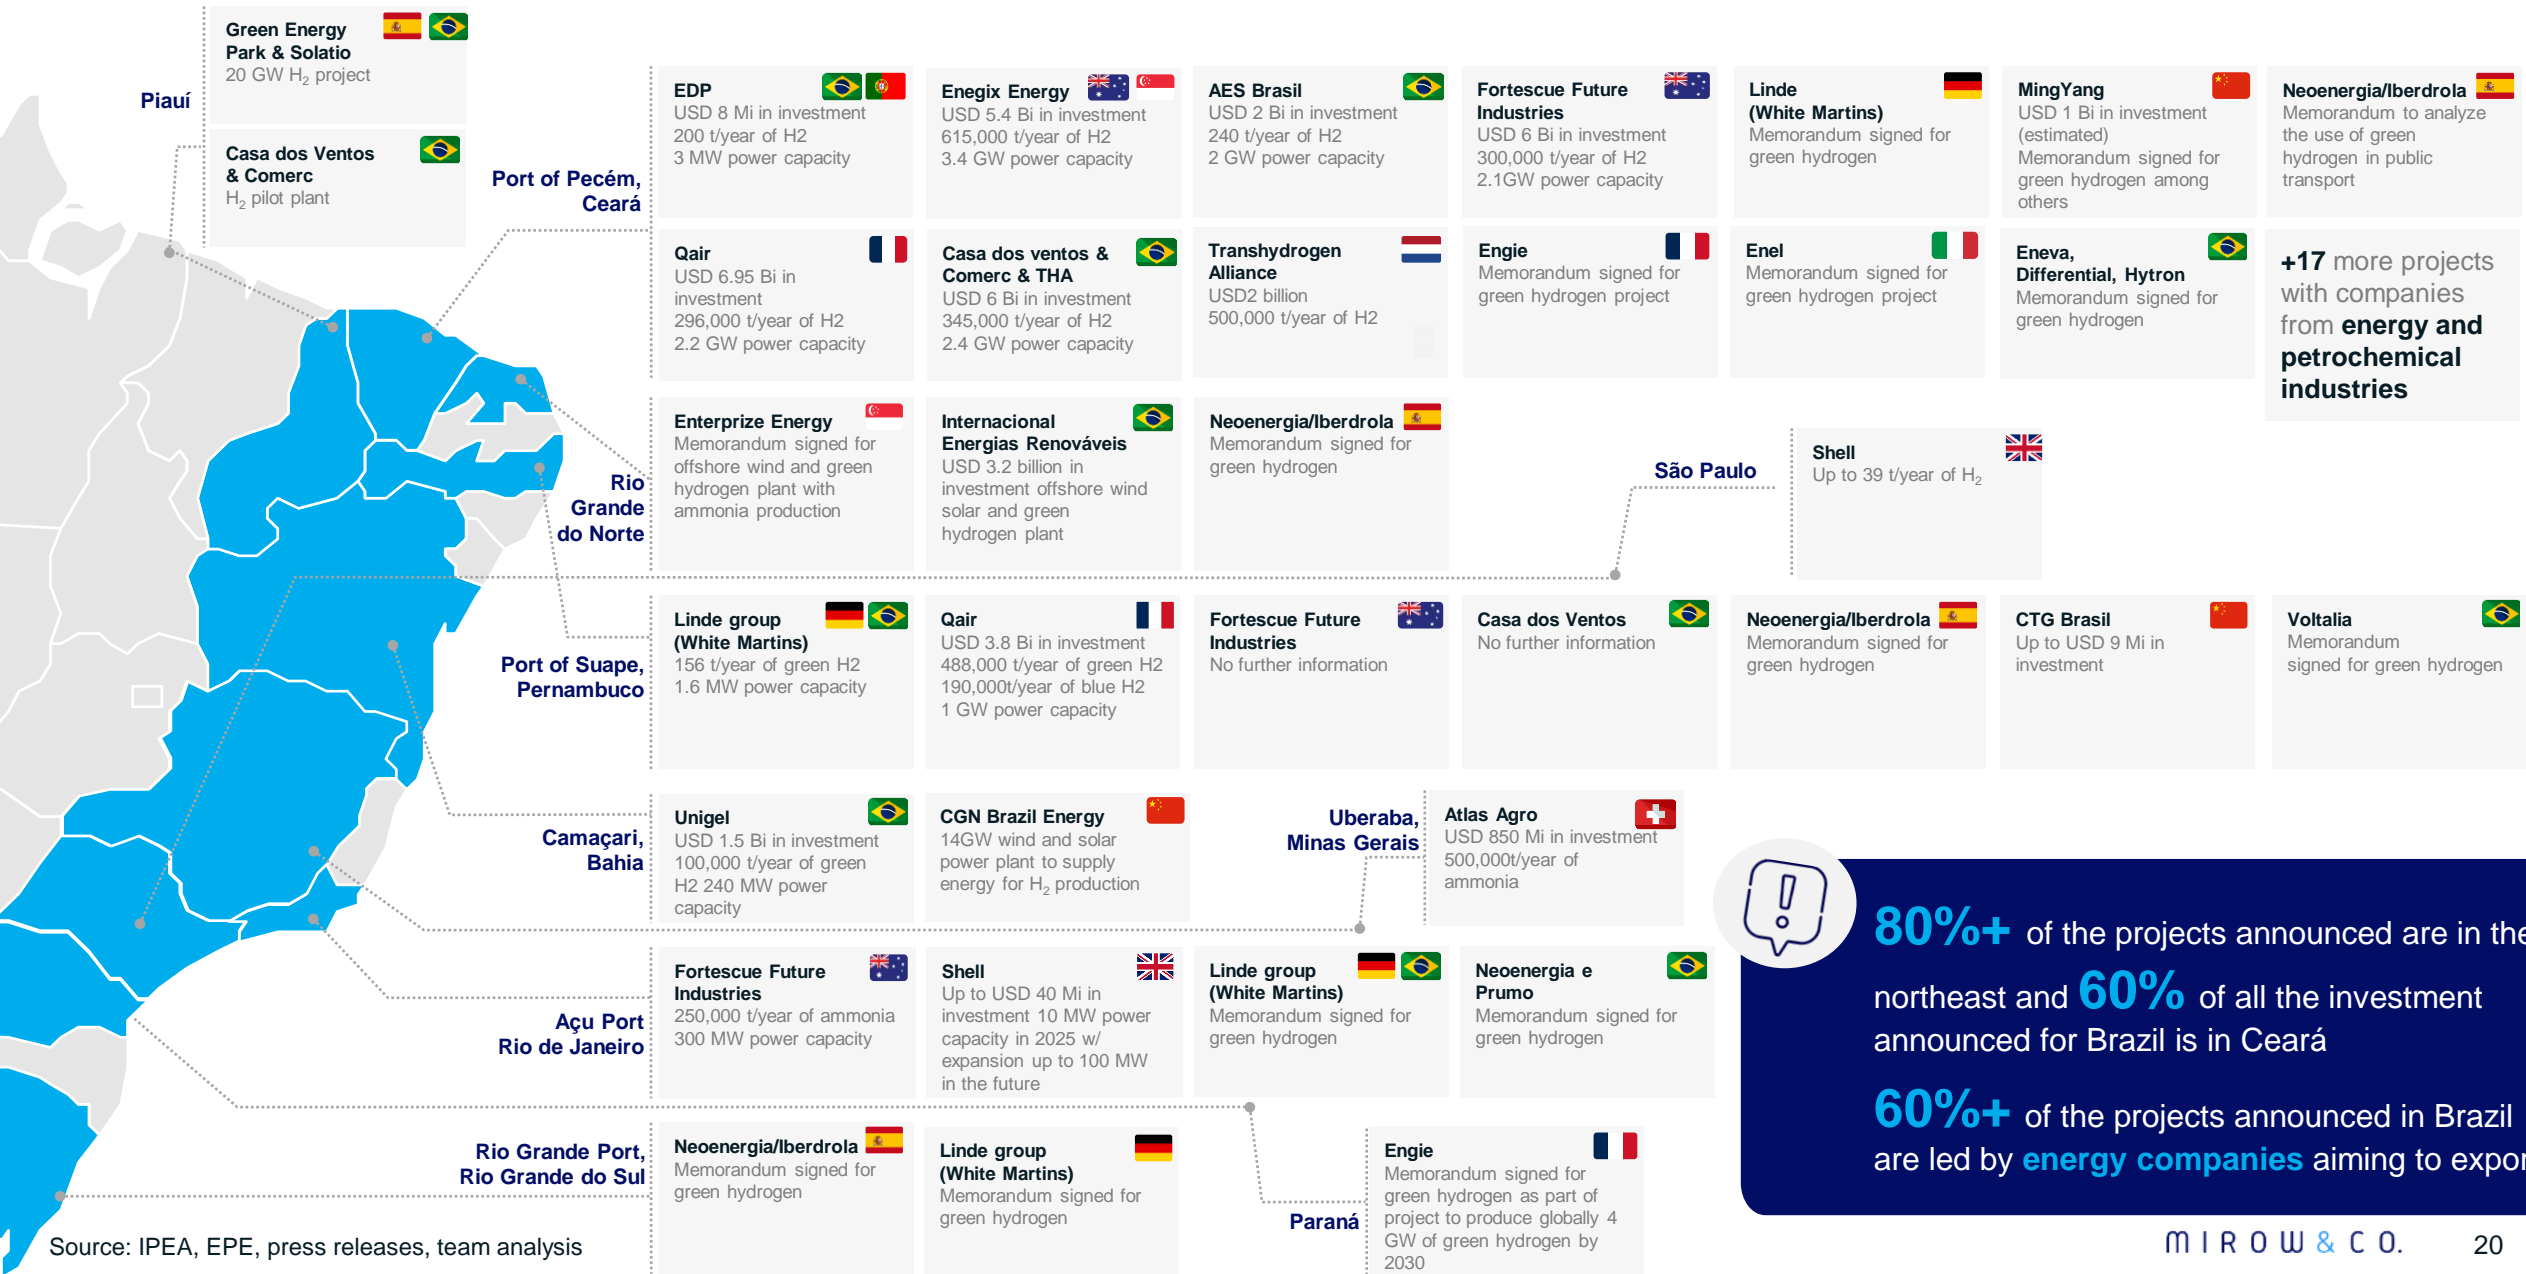 Green Energy
Park & Solatio
20 GW H₂ project
Piauí
Casa dos Ventos
& Comerc
H₂ pilot plant
Port of Pecém,
Ceará
EDP
USD 8 Mi in investment
200 t/year of H2
3 MW power capacity
Enegix Energy
USD 5.4 Bi in investment
615,000 t/year of H2
3.4 GW power capacity
AES Brasil
USD 2 Bi in investment
240 t/year of H2
2 GW power capacity
Fortescue Future
Industries
USD 6 Bi in investment
300,000 t/year of H2
2.1GW power capacity
Linde
(White Martins)
Memorandum signed for
green hydrogen
MingYang
USD 1 Bi in investment
(estimated)
Memorandum signed for
green hydrogen among
others
Neoenergia/Iberdrola
Memorandum to analyze
the use of green
hydrogen in public
transport
Qair
USD 6.95 Bi in
investment
296,000 t/year of H2
2.2 GW power capacity
Casa dos ventos &
Comerc & THA
USD 6 Bi in investment
345,000 t/year of H2
2.4 GW power capacity
Transhydrogen
Alliance
USD2 billion
500,000 t/year of H2
Engie
Memorandum signed for
green hydrogen project
Enel
Memorandum signed for
green hydrogen project
Eneva,
Differential, Hytron
Memorandum signed for
green hydrogen
+17 more projects
with companies
from energy and
petrochemical
industries
Rio
Grande
do Norte
Enterprize Energy
Memorandum signed for
offshore wind and green
hydrogen plant with
ammonia production
Internacional
Energias Renováveis
USD 3.2 billion in
investment offshore wind
solar and green
hydrogen plant
Neoenergia/Iberdrola
Memorandum signed for
green hydrogen
São Paulo
Shell
Up to 39 t/year of H₂
Port of Suape,
Pernambuco
Linde group
(White Martins)
156 t/year of green H2
1.6 MW power capacity
Qair
USD 3.8 Bi in investment
488,000 t/year of green H2
190,000t/year of blue H2
1 GW power capacity
Fortescue Future
Industries
No further information
Casa dos Ventos
No further information
Neoenergia/Iberdrola
Memorandum signed for
green hydrogen
CTG Brasil
Up to USD 9 Mi in
investment
Voltalia
Memorandum
signed for green hydrogen
Camaçari,
Bahia
Unigel
USD 1.5 Bi in investment
100,000 t/year of green
H2 240 MW power
capacity
CGN Brazil Energy
14GW wind and solar
power plant to supply
energy for H₂ production
Uberaba,
Minas Gerais
Atlas Agro
USD 850 Mi in investment
500,000t/year of
ammonia
Açu Port
Rio de Janeiro
Fortescue Future
Industries
250,000 t/year of ammonia
300 MW power capacity
Shell
Up to USD 40 Mi in
investment 10 MW power
capacity in 2025 w/
expansion up to 100 MW
in the future
Linde group
(White Martins)
Memorandum signed for
green hydrogen
Neoenergia e
Prumo
Memorandum signed for
green hydrogen
80%+ of the projects announced are in the
northeast and 60% of all the investment
announced for Brazil is in Ceará
60%+ of the projects announced in Brazil
are led by energy companies aiming to expor
Rio Grande Port,
Rio Grande do Sul
Neoenergia/Iberdrola
Memorandum signed for
green hydrogen
Linde group
(White Martins)
Memorandum signed for
green hydrogen
Paraná
Engie
Memorandum signed for
green hydrogen as part of
project to produce globally 4
GW of green hydrogen by
2030
Source: IPEA, EPE, press releases, team analysis
MIROW & CO.
20